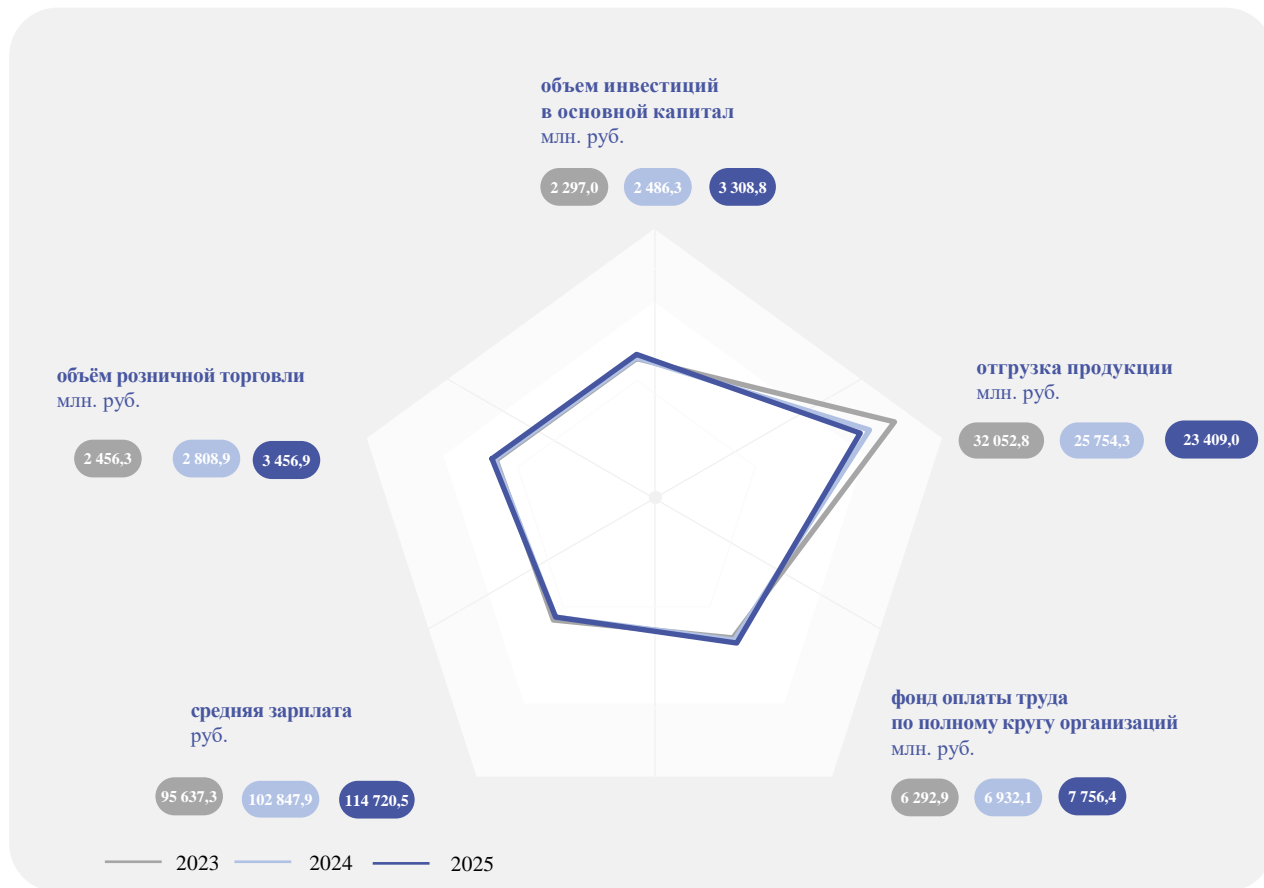 объем инвестиций
в основной капитал
млн. руб.
2 297,0 2 486,3 3 308,8
объём розничной торговли
млн. руб.
2 456,3 2 808,9 3 456,9
отгрузка продукции
млн. руб.
32 052,8 25 754,3 23 409,0
средняя зарплата
руб.
95 637,3 102 847,9 114 720,5
фонд оплаты труда
по полному кругу организаций
млн. руб.
6 292,9 6 932,1 7 756,4
2023 2024 2025